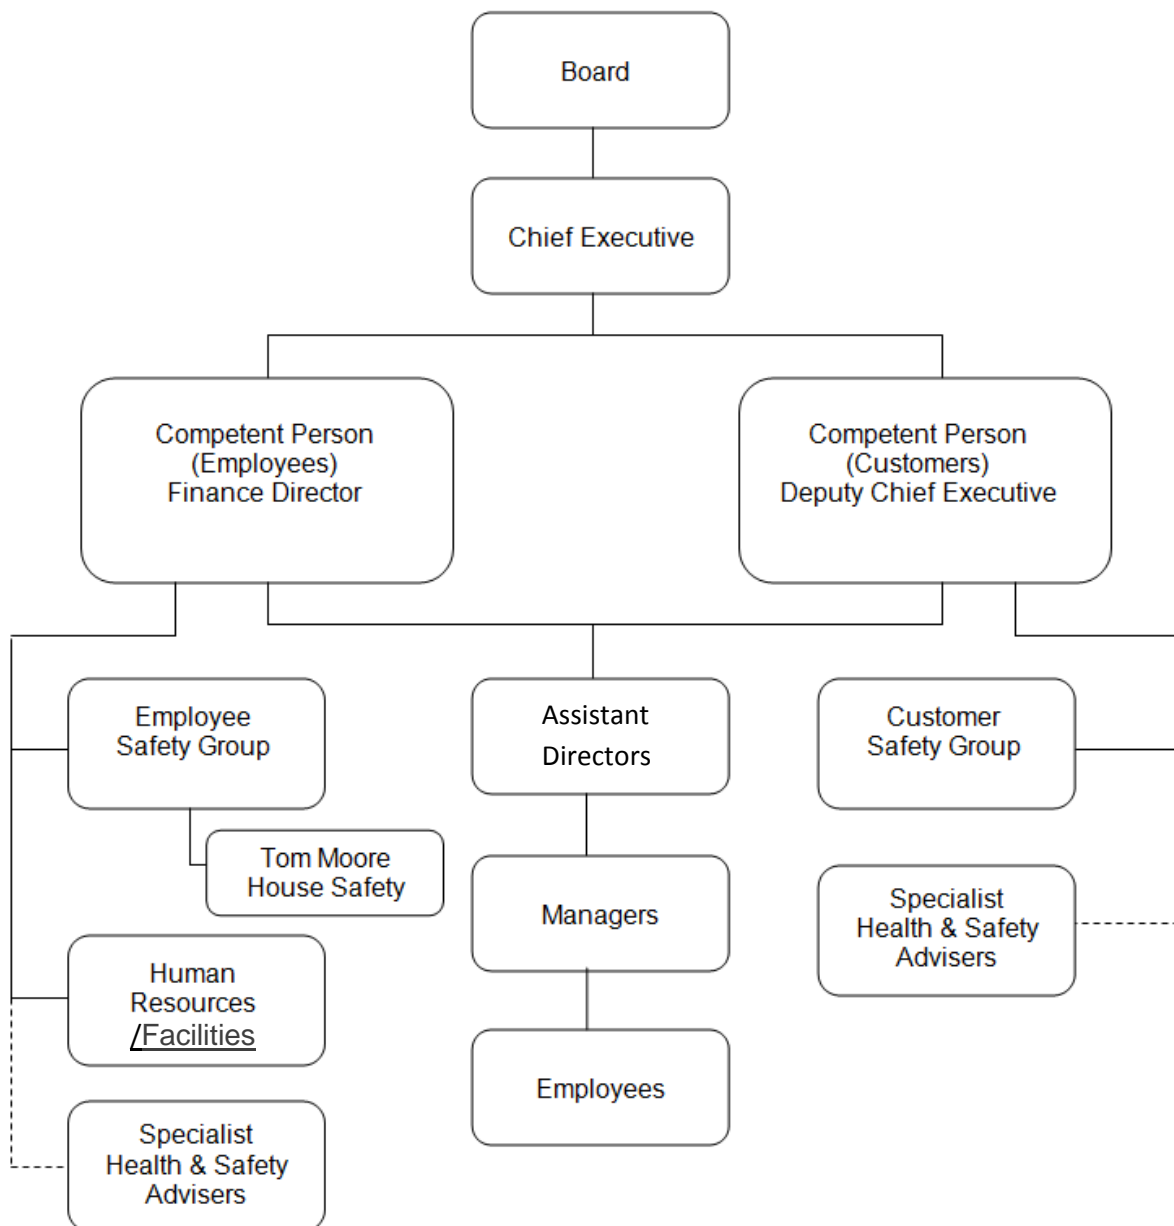 Board
Chief Executive
Competent Person
(Employees)
Finance Director
Competent Person
(Customers)
Deputy Chief Executive
Employee
Safety Group
Assistant
Directors
Customer
Safety Group
Tom Moore
House Safety
Managers
Specialist
Health & Safety
Advisers
Human
Resources
/Facilities
Employees
Specialist
Health & Safety
Advisers